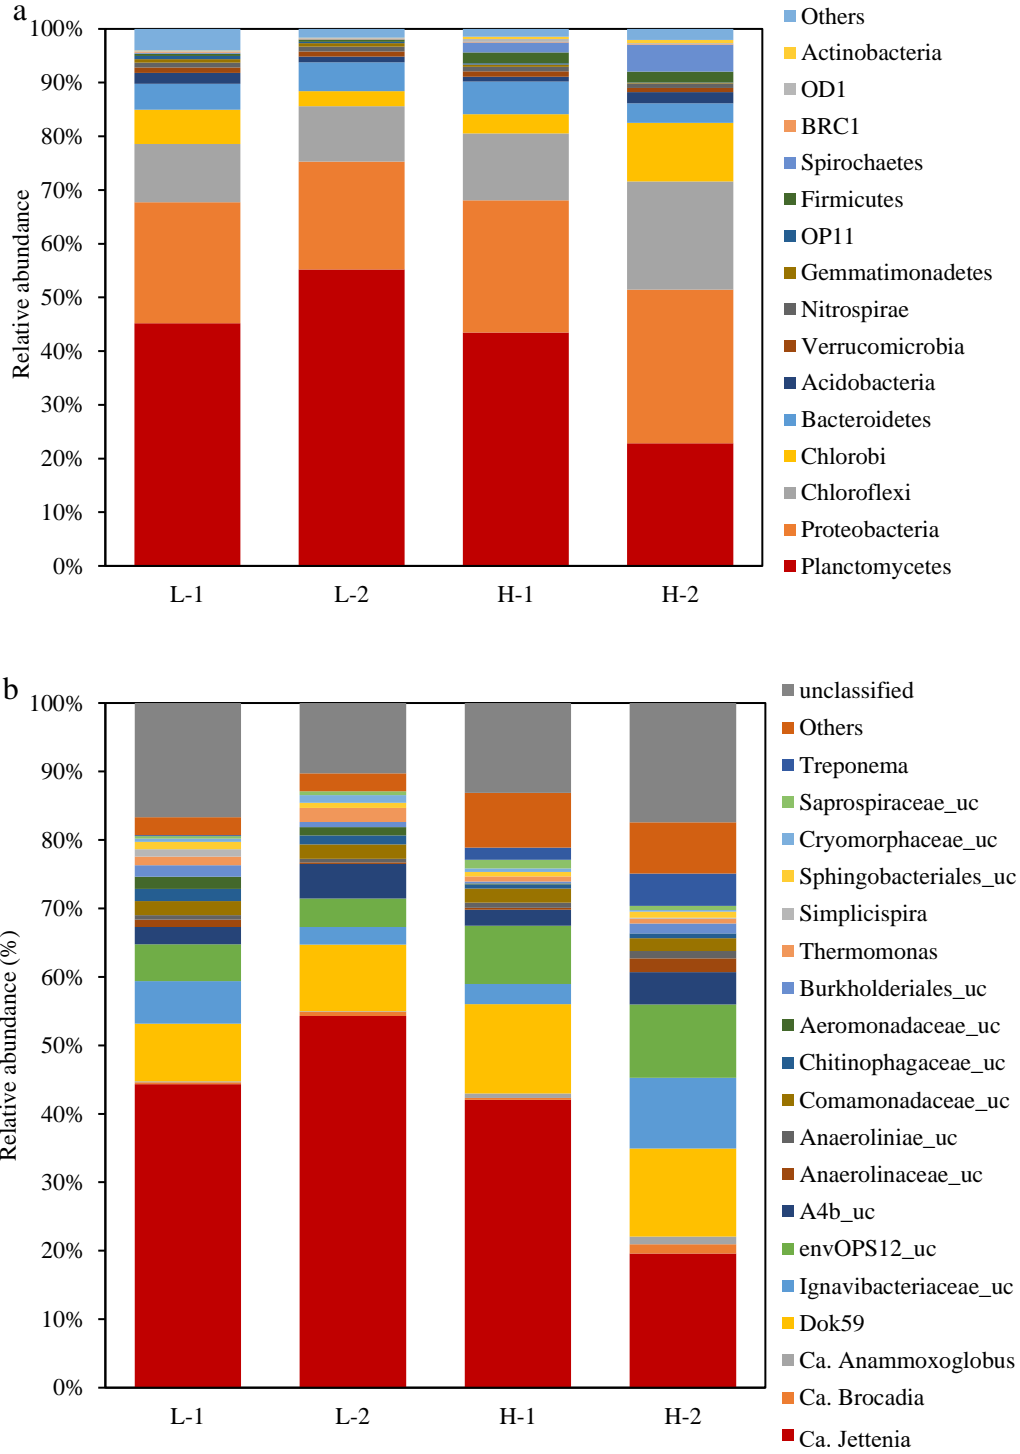 a
100%
90%
80%
70%
60%
50%
40%
30%
20%
10%
0%
Relative abundance
L-1 L-2 H-1 H-2
Others
Actinobacteria
OD1
BRC1
Spirochaetes
Firmicutes
OP11
Gemmatimonadetes
Nitrospirae
Verrucomicrobia
Acidobacteria
Bacteroidetes
Chlorobi
Chloroflexi
Proteobacteria
Planctomycetes
b
100%
90%
80%
70%
60%
50%
40%
30%
20%
10%
0%
Relative abundance (%)
L-1 L-2 H-1 H-2
unclassified
Others
Treponema
Saprospiraceae_uc
Cryomorphaceae_uc
Sphingobacteriales_uc
Simplicispira
Thermomonas
Burkholderiales_uc
Aeromonadaceae_uc
Chitinophagaceae_uc
Comamonadaceae_uc
Anaeroliniae_uc
Anaerolinaceae_uc
A4b_uc
envOPS12_uc
Ignavibacteriaceae_uc
Dok59
Ca. Anammoxoglobus
Ca. Brocadia
Ca. Jettenia